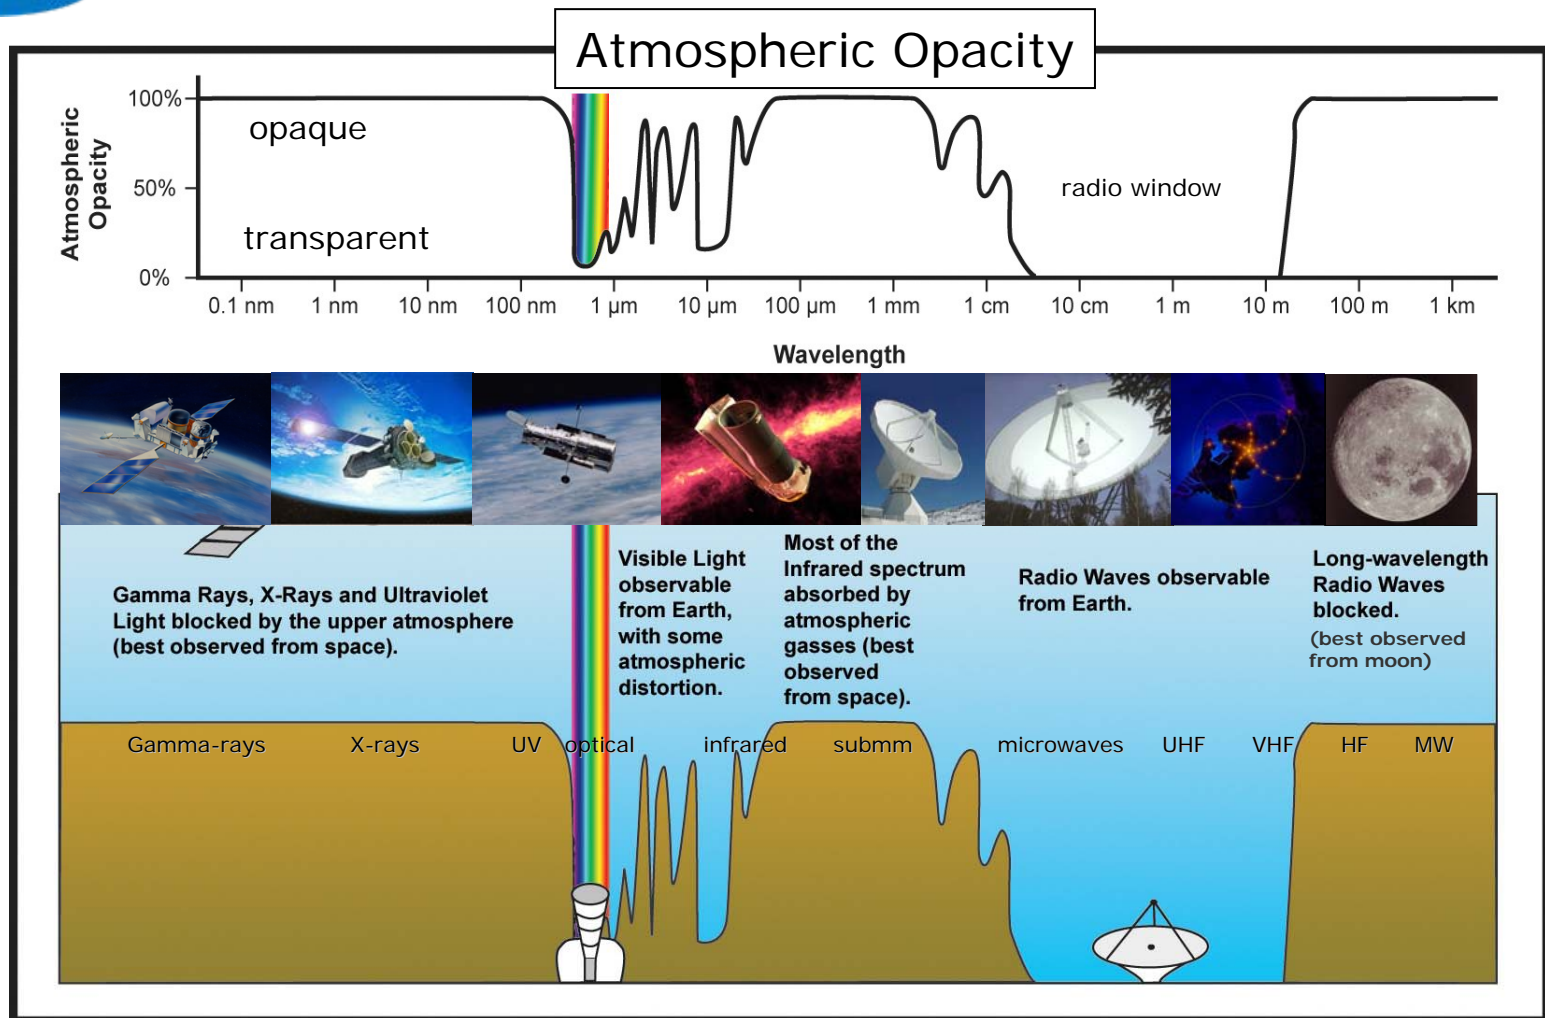 Atmospheric Opacity
Atmospheric
Opacity
100%
50%
0%
opaque
transparent
radio window
0.1 nm
1 nm
10 nm
100 nm
1 µm
10 µm
100 µm
1 mm
1 cm
10 cm
1 m
10 m
100 m
1 km
Wavelength
Gamma Rays, X-Rays and Ultraviolet
Light blocked by the upper atmosphere
(best observed from space).
Visible Light
observable
from Earth,
with some
atmospheric
distortion.
Most of the
Infrared spectrum
absorbed by
atmospheric
gasses (best
observed
from space).
Radio Waves observable
from Earth.
Long-wavelength
Radio Waves
blocked.
(best observed
from moon)
Gamma-rays
X-rays
UV
optical
infrared
submm
microwaves
UHF
VHF
HF
MW